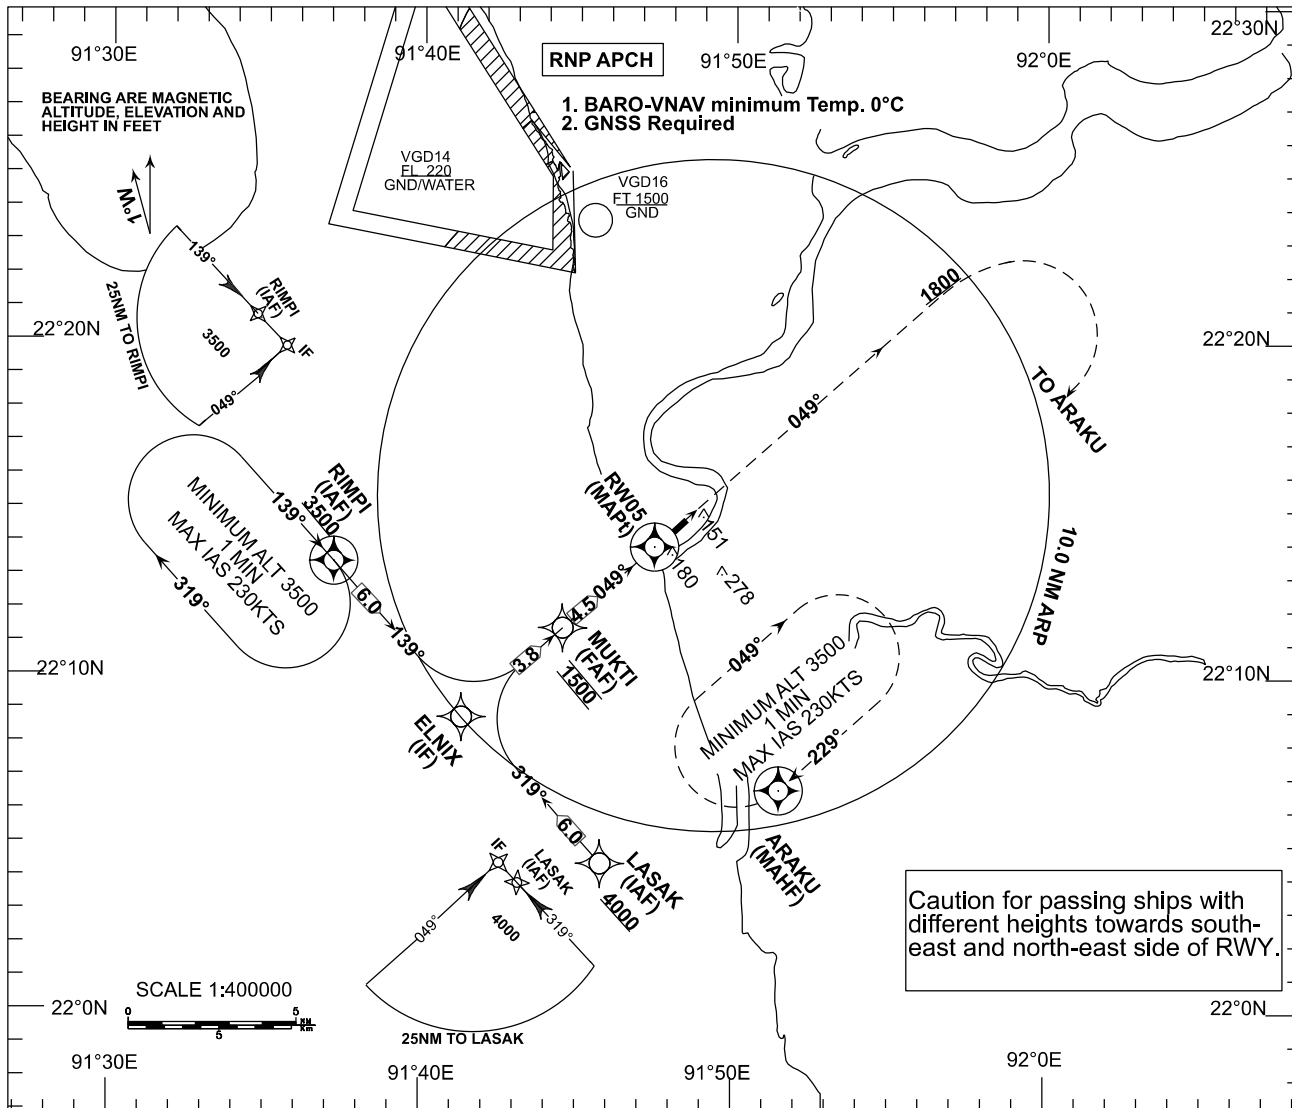 91°30E
91°40E
91°50E
92°0E
22°30N
RNP APCH
1. BARO-VNAV minimum Temp. 0°C
2. GNSS Required
BEARING ARE MAGNETIC
ALTITUDE, ELEVATION AND
HEIGHT IN FEET
1°W
VGD14
FL 220
GND/WATER
VGD16
FT 1500
GND
139°
RIMPI
(IAF)
3500
IF
049°
25NM TO RIMPI
22°20N
22°20N
1800
TO ARAKU
049°
RIMPI
(IAF)
3500
139°
MINIMUM ALT 3500
1 MIN
MAX IAS 230KTS
319°
6.0
139°
RW05
(MAPt)
151
180
278
4.5
049°
3.8
MUKTI
(FAF)
1500
10.0 NM ARP
22°10N
22°10N
ELNIX
(IF)
049°
MINIMUM ALT 3500
1 MIN
MAX IAS 230KTS
229°
319°
6.0
LASAK
(IAF)
4000
ARAKU
(MAHF)
IF
LASAK
(IAF)
049°
4000
319°
25NM TO LASAK
Caution for passing ships with
different heights towards south-
east and north-east side of RWY.
SCALE 1:400000
0
5
NM
Km
5
22°0N
22°0N
91°30E
91°40E
91°50E
92°0E